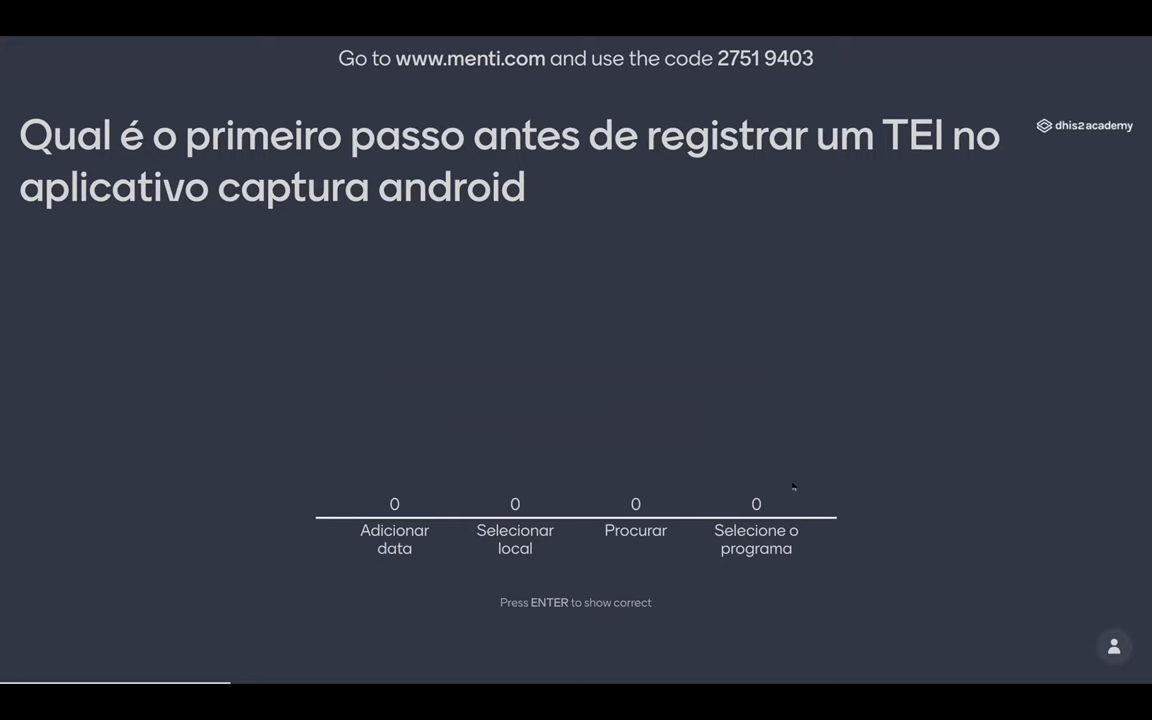 Go to www.menti.com and use the code 2751 9403
Qual é o primeiro passo antes de registrar um TEI no
aplicativo captura android
dhis2 academy
0
0
0
0
Adicionar
data
Selecionar
local
Procurar
Selecione o
programa
Press ENTER to show correct